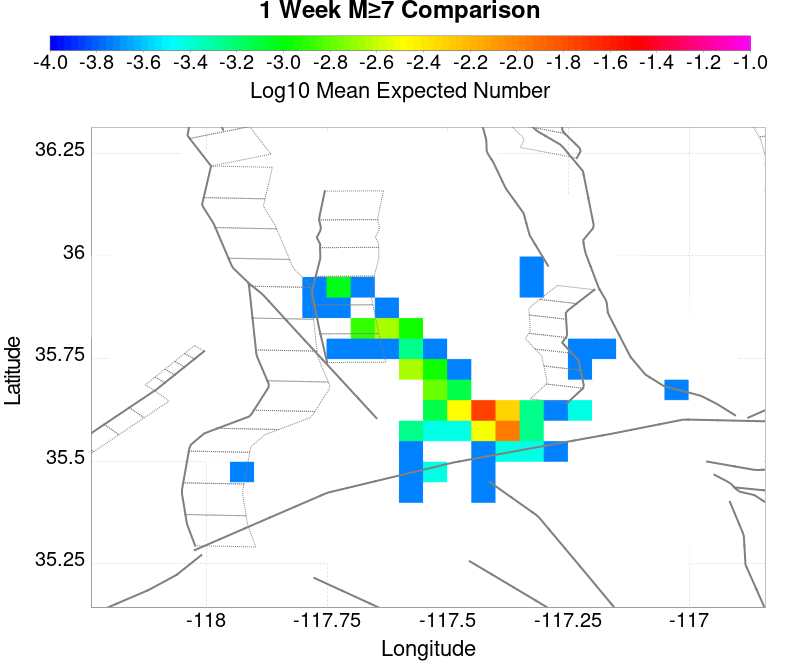 1 Week M≥7 Comparison
-4.0 -3.8 -3.6 -3.4 -3.2 -3.0 -2.8 -2.6 -2.4 -2.2 -2.0 -1.8 -1.6 -1.4 -1.2 -1.0
Log10 Mean Expected Number
36.25
36
35.75
35.5
35.25
Latitude
-118 -117.75 -117.5 -117.25 -117
Longitude